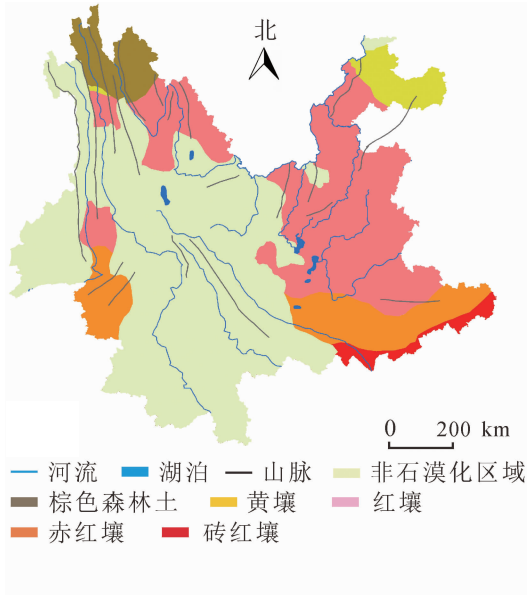 北
0 200 km
河流 湖泊 山脉 非石漠化区域
棕色森林土 黄壤 红壤
赤红壤 砖红壤